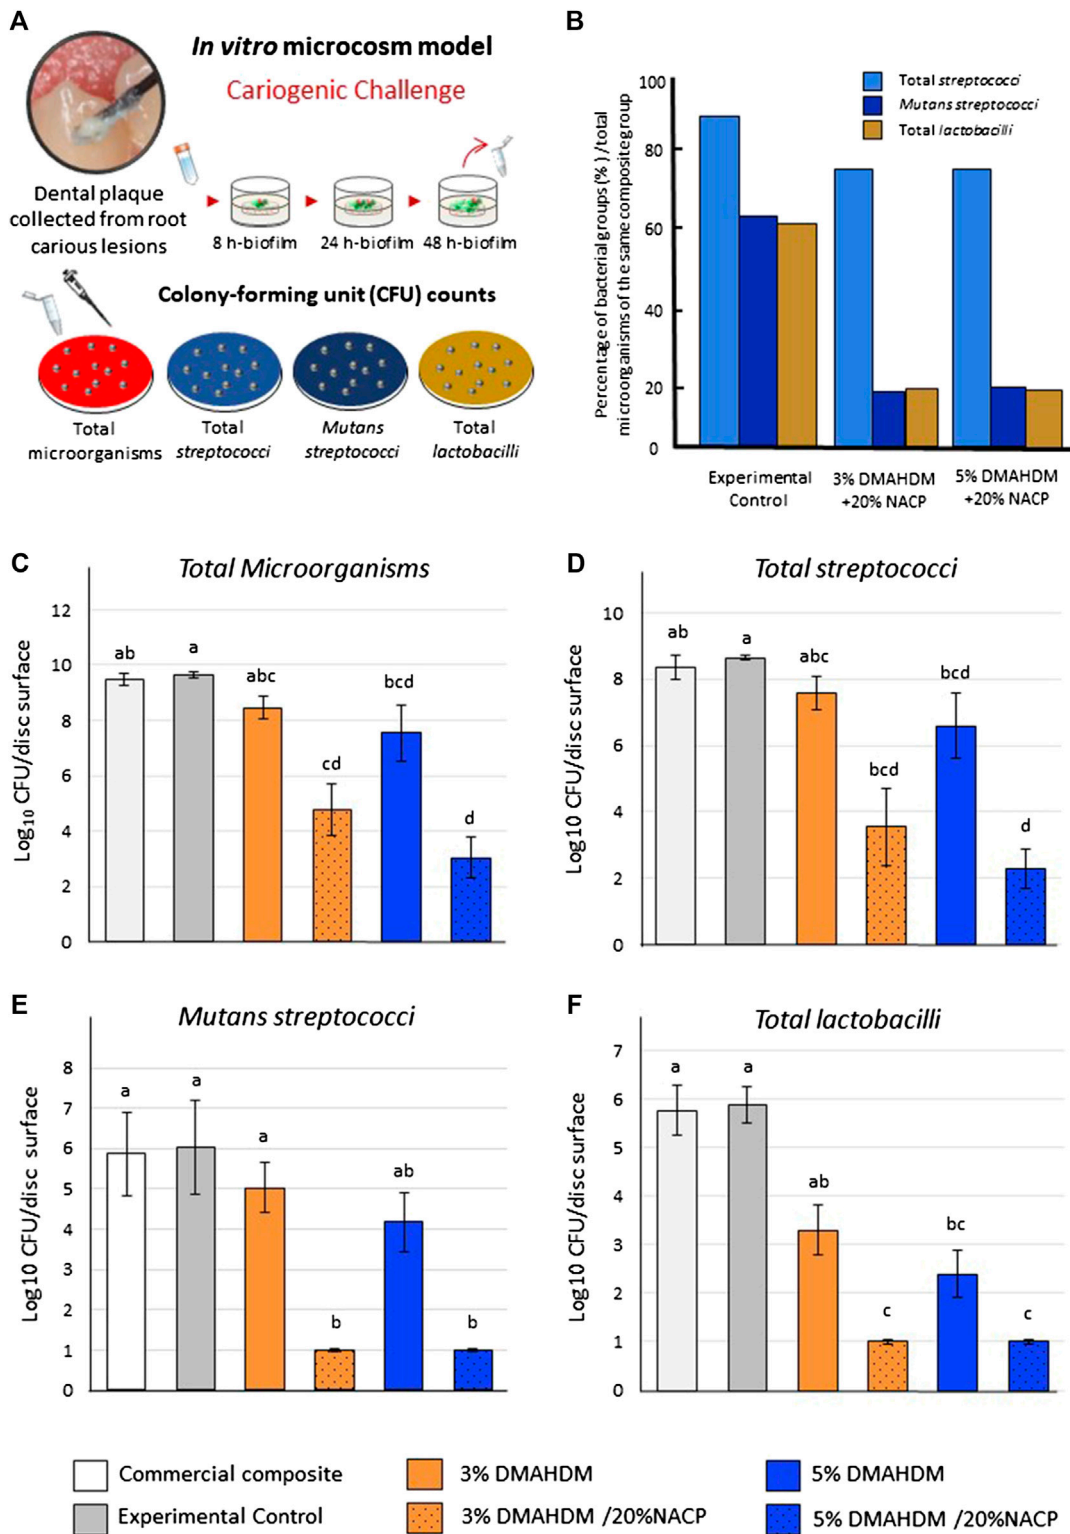 A
In vitro microcosm model
Cariogenic Challenge
Dental plaque
collected from root
carious lesions
8 h-biofilm
24 h-biofilm
48 h-biofilm
Colony-forming unit (CFU) counts
Total
microorganisms
Total
streptococci
Mutans
streptococci
Total
lactobacilli
B
Percentage of bacterial groups (%) /total
microorganisms of the same compositegroup
100
80
60
40
20
0
Total streptococci
Mutans streptococci
Total lactobacilli
Experimental
Control
3% DMAHDM
+20% NACP
5% DMAHDM
+20% NACP
C
Total Microorganisms
Log10 CFU/disc surface
12
10
8
6
4
2
0
ab
a
abc
cd
bcd
d
D
Total streptococci
Log10 CFU/disc surface
10
8
6
4
2
0
ab
a
abc
bcd
bcd
d
E
Mutans streptococci
Log10 CFU/disc surface
8
7
6
5
4
3
2
1
0
a
a
a
b
ab
b
F
Total lactobacilli
Log10 CFU/disc surface
7
6
5
4
3
2
1
0
a
a
ab
c
bc
c
Commercial composite
3% DMAHDM
5% DMAHDM
Experimental Control
3% DMAHDM /20%NACP
5% DMAHDM /20%NACP